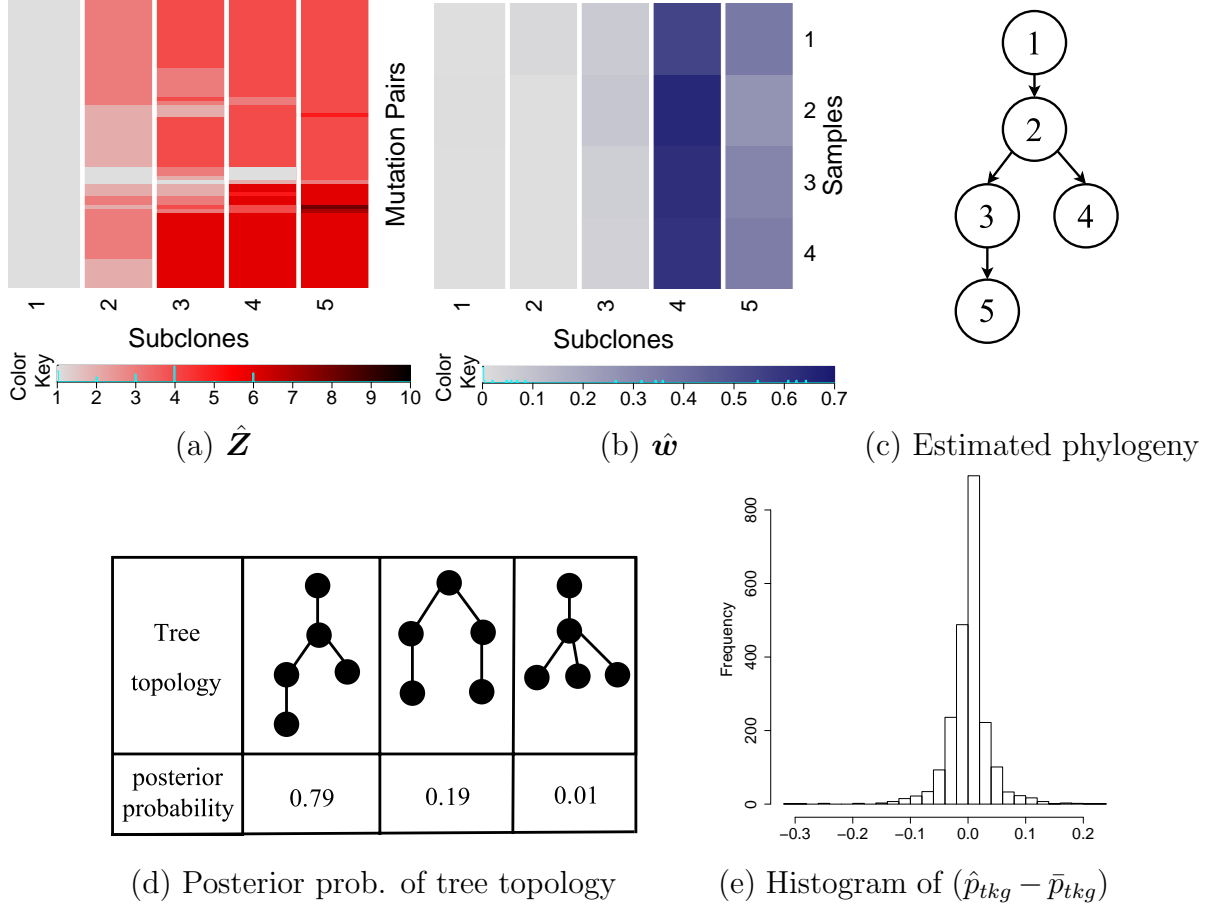 Mutation Pairs
1 2 3 4 5
Subclones
Color
Key
1 2 3 4 5 6 7 8 9 10
(a) Ẑ
1
2
3
4
Samples
1 2 3 4 5
Subclones
Color
Key
0 0.1 0.2 0.3 0.4 0.5 0.6 0.7
(b) ŵ
1
2
3 4
5
(c) Estimated phylogeny
Tree
topology
posterior
probability
0.79 0.19 0.01
(d) Posterior prob. of tree topology
Frequency
800
600
400
200
0
−0.3 −0.2 −0.1 0.0 0.1 0.2
(e) Histogram of (p̂tkg − p̄tkg)